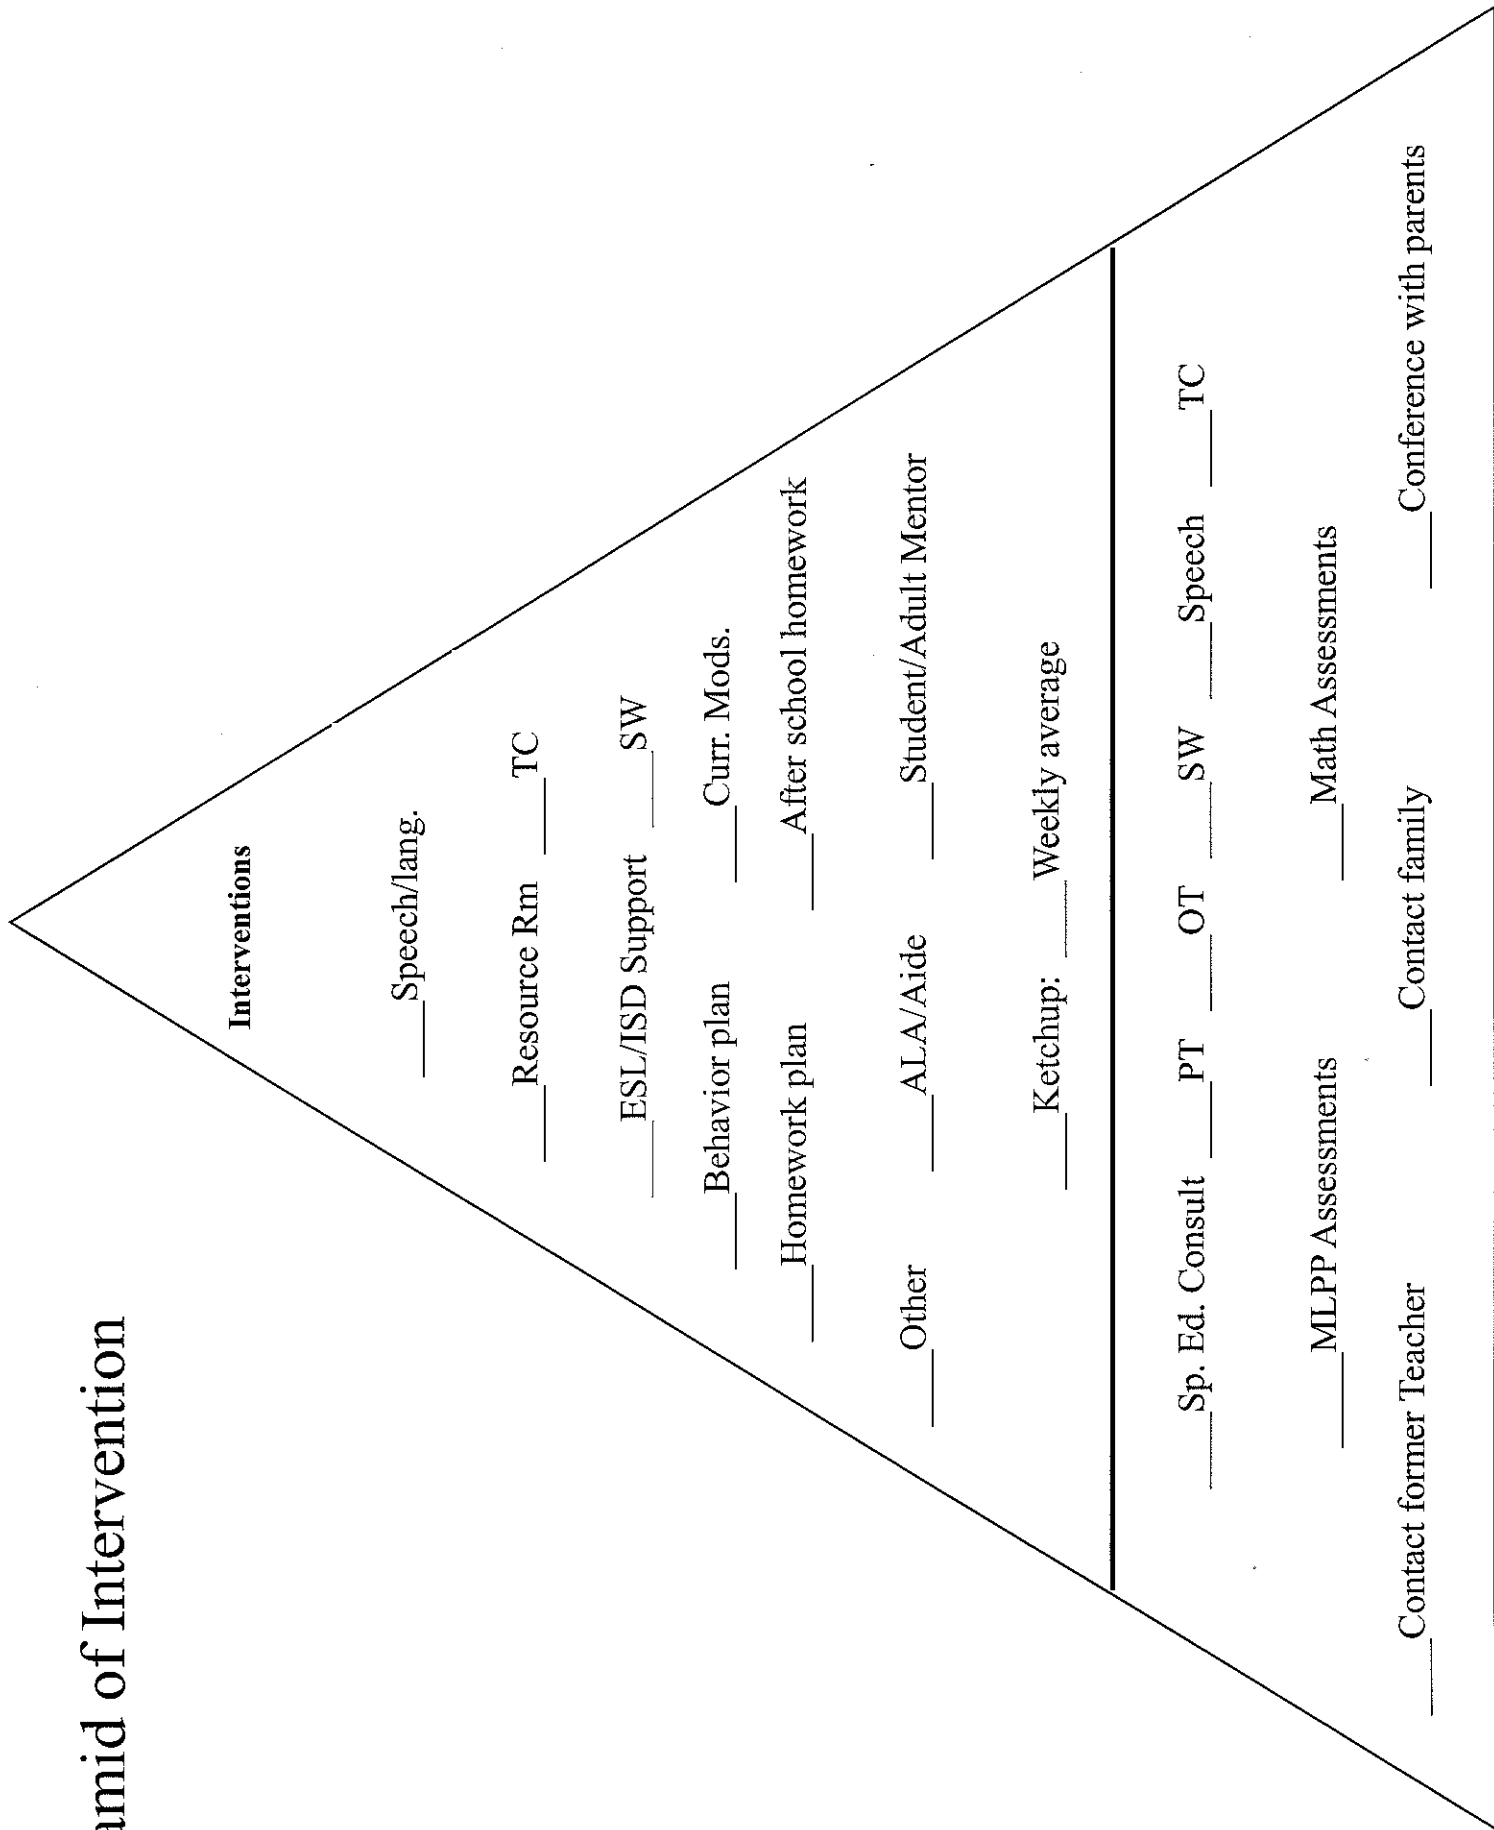 amid of Intervention
Interventions
___Speech/lang.
___Resource Rm ___TC
___ESL/ISD Support ___SW
___Behavior plan ___Curr. Mods.
___Homework plan ___After school homework
___Other ___ALA/Aide ___Student/Adult Mentor
___Ketchup: ___Weekly average
___Sp. Ed. Consult ___PT ___OT ___SW ___Speech ___TC
___MLPP Assessments ___Math Assessments
___Contact former Teacher ___Contact family ___Conference with parents